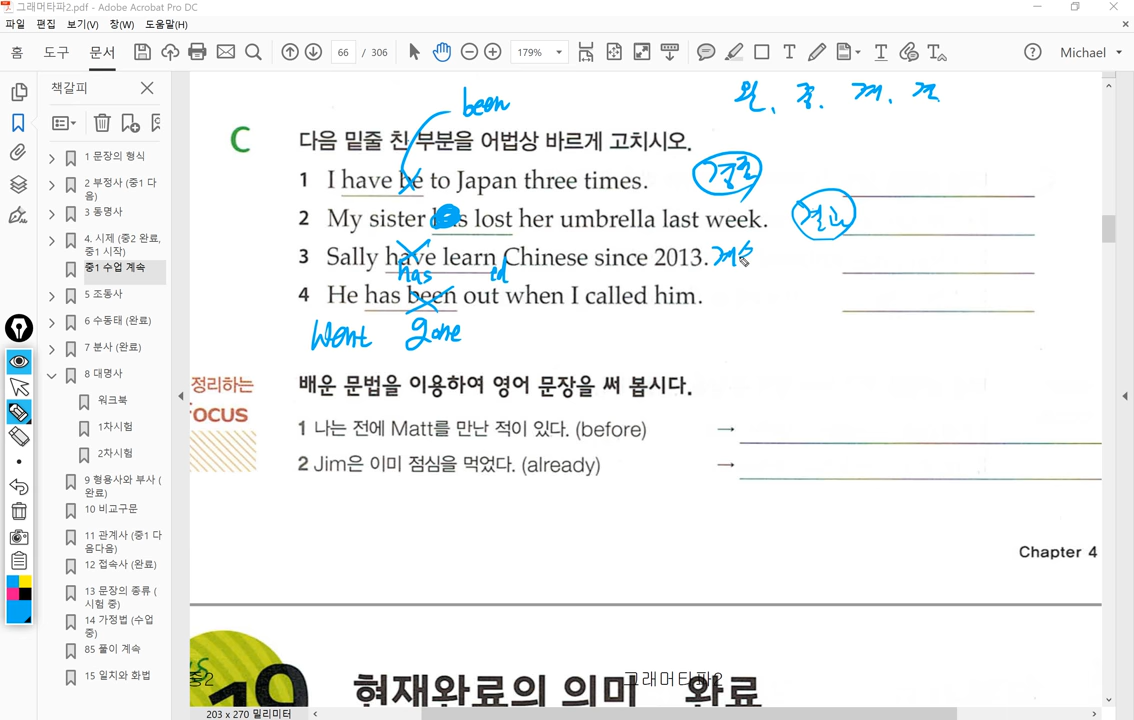 그래머타파2.pdf - Adobe Acrobat Pro DC
파일 편집 보기(V) 창(W) 도움말(H)
홈 도구 문서 66 / 306 179% Michael
책갈피
1 문장의 형식
2 부정사 (중1 다음)
3 동명사
4. 시제 (중2 완료, 중1 시작)
중1 수업 계속
5 조동사
6 수동태 (완료)
7 분사 (완료)
8 대명사
워크북
1차시험
2차시험
9 형용사와 부사 (완료)
10 비교구문
11 관계사 (중1 다음다음)
12 접속사 (완료)
13 문장의 종류 (시험 중)
14 가정법 (수업 중)
85 풀이 계속
15 일치와 화법
been
완, 경
C 다음 밑줄 친 부분을 어법상 바르게 고치시오.
1 I have be to Japan three times.
2 My sister lost her umbrella last week. 결과
3 Sally have learn Chinese since 2013. 계속
has ed
4 He has been out when I called him.
went gone
정리하는
FOCUS
배운 문법을 이용하여 영어 문장을 써 봅시다.
1 나는 전에 Matt를 만난 적이 있다. (before) →
2 Jim은 이미 점심을 먹었다. (already) →
Chapter 4
19 현재완료의 의미 완료
그래머타파2
203 x 270 밀리미터